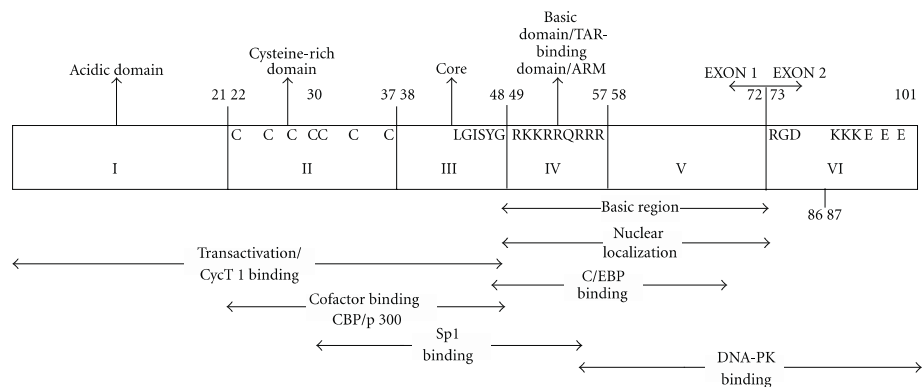 Basic
domain/TAR-
binding
domain/ARM
Cysteine-rich
domain
Acidic domain
Core
EXON 1 EXON 2
21 22 30 37 38 48 49 57 58 72 73 101
C C C CC C C LGISYG RKKRRQRRR RGD KKKE E E
I II III IV V VI
Basic region
86 87
Nuclear
localization
Transactivation/
CycT 1 binding
C/EBP
binding
Cofactor binding
CBP/p 300
Sp1
binding
DNA-PK
binding